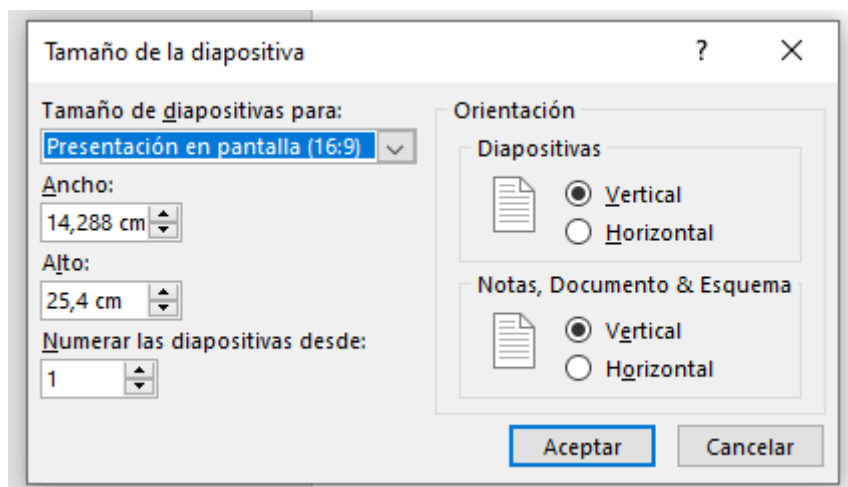 Tamaño de la diapositiva
?
Tamaño de diapositivas para:
Presentación en pantalla (16:9)
Ancho:
14,288 cm
Alto:
25,4 cm
Numerar las diapositivas desde:
1
Orientación
Diapositivas
Vertical
Horizontal
Notas, Documento & Esquema
Vertical
Horizontal
Aceptar
Cancelar